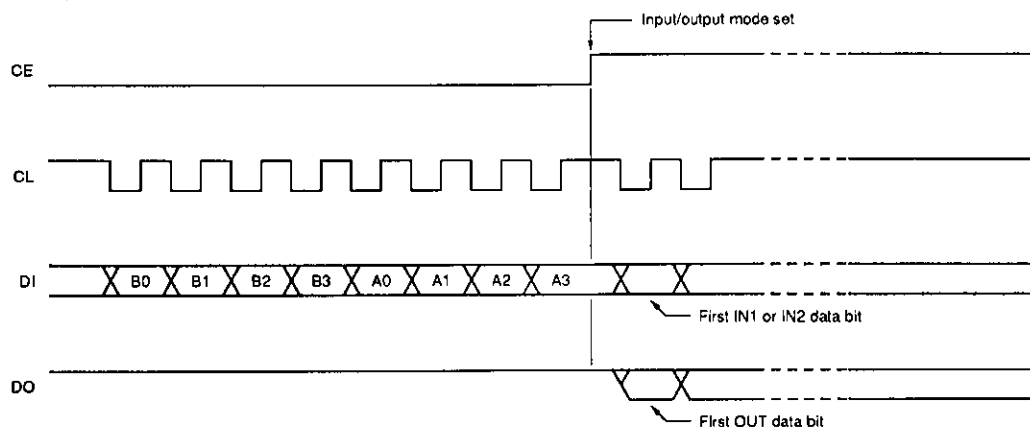 Input/output mode set
CE
CL
DI B0 B1 B2 B3 A0 A1 A2 A3
First IN1 or IN2 data bit
DO
First OUT data bit